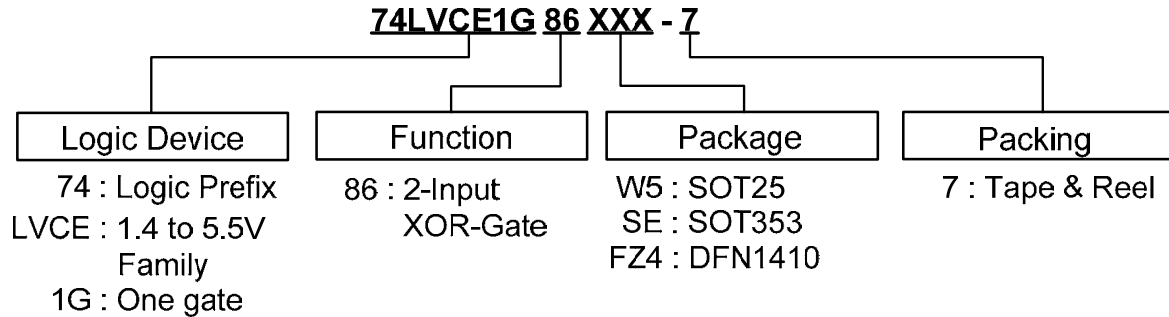 74LVCE1G 86 XXX - 7
Logic Device
74 : Logic Prefix
LVCE : 1.4 to 5.5V
Family
1G : One gate
Function
86 : 2-Input
XOR-Gate
Package
W5 : SOT25
SE : SOT353
FZ4 : DFN1410
Packing
7 : Tape & Reel